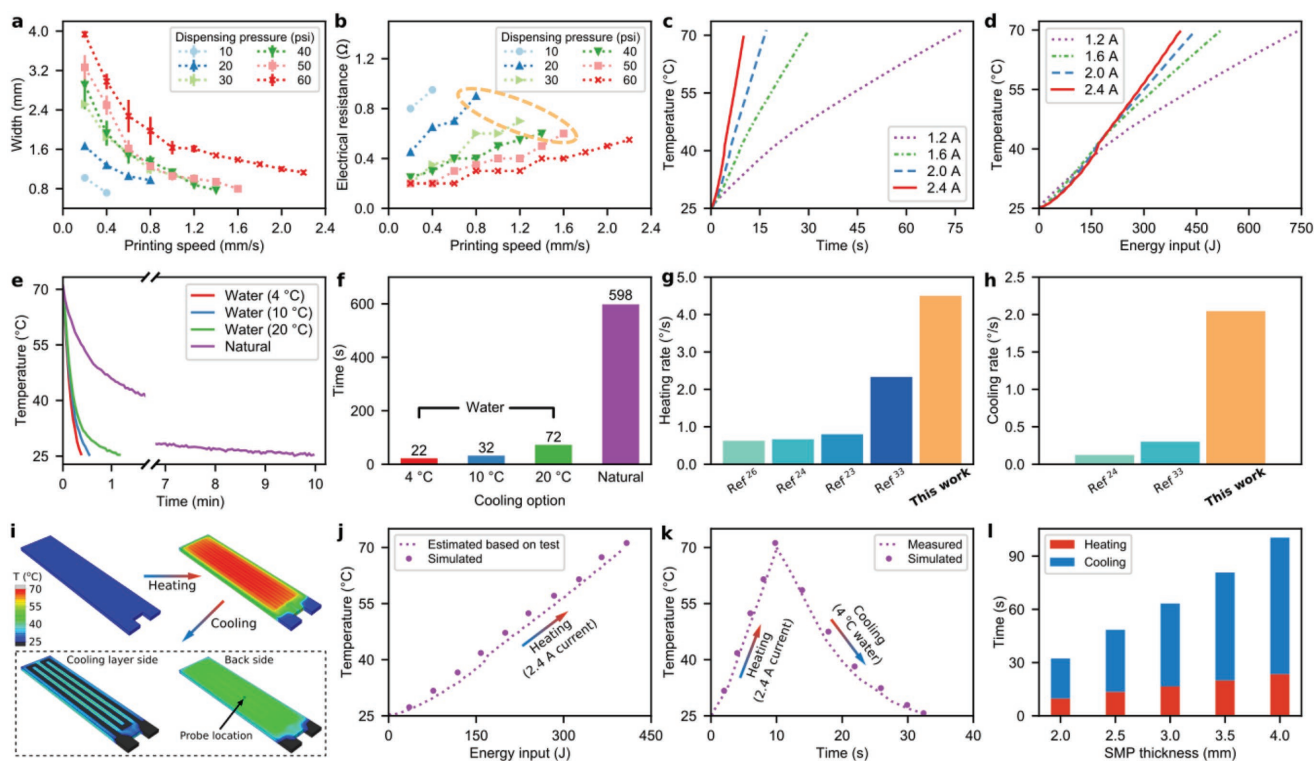 a
Width (mm)
4.0
3.2
2.4
1.6
0.8
Dispensing pressure (psi)
10
20
30
40
50
60
0.0 0.4 0.8 1.2 1.6 2.0 2.4
Printing speed (mm/s)
b
Electrical resistance (Ω)
1.2
0.9
0.6
0.4
0.0
Dispensing pressure (psi)
10
20
30
40
50
60
0.0 0.4 0.8 1.2 1.6 2.0 2.4
Printing speed (mm/s)
c
Temperature (°C)
70
55
40
25
1.2 A
1.6 A
2.0 A
2.4 A
0 15 30 45 60 75
Time (s)
d
Temperature (°C)
70
55
40
25
1.2 A
1.6 A
2.0 A
2.4 A
0 150 300 450 600 750
Energy input (J)
e
Temperature (°C)
70
55
40
25
Water (4 °C)
Water (10 °C)
Water (20 °C)
Natural
0 1 7 8 9 10
Time (min)
f
Time (s)
600
400
200
0
598
Water
22
32
72
4 °C 10 °C 20 °C Natural
Cooling option
g
Heating rate (°/s)
5.0
4.0
3.0
2.0
1.0
0.0
Ref 26 Ref 24 Ref 23 Ref 33 This work
h
Cooling rate (°/s)
2.5
2.0
1.5
1.0
0.5
0.0
Ref 24 Ref 33 This work
i
T (°C)
70
55
40
25
Heating
Cooling
Cooling layer side
Back side
Probe location
j
Temperature (°C)
70
55
40
25
Estimated based on test
Simulated
Heating
(2.4 A current)
0 150 300 450
Energy input (J)
k
Temperature (°C)
70
55
40
25
Measured
Simulated
Heating
(2.4 A current)
Cooling
(4 °C water)
0 10 20 30 40
Time (s)
l
Time (s)
90
60
30
0
Heating
Cooling
2.0 2.5 3.0 3.5 4.0
SMP thickness (mm)